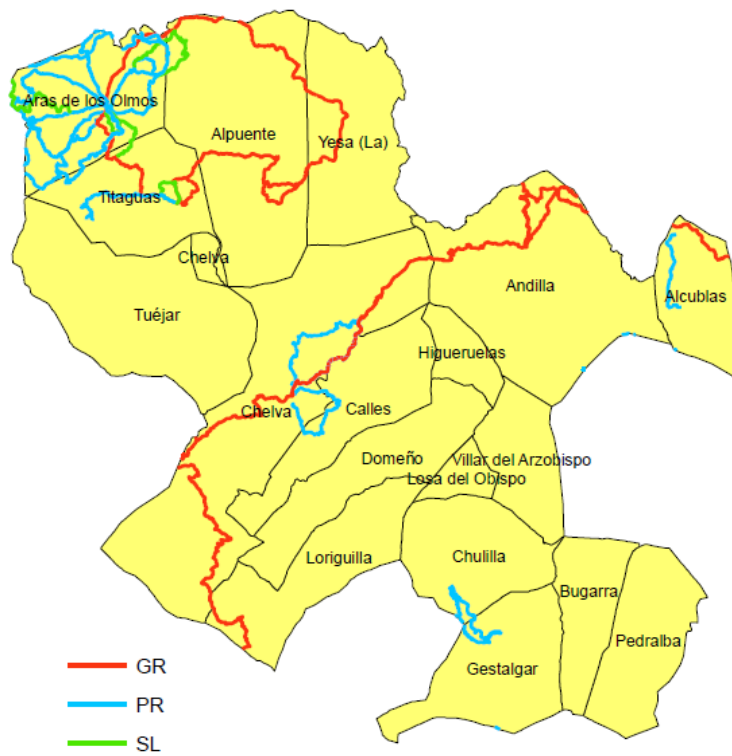 Aras de los Olmos
Alpuente
Yesa (La)
Titaguas
Chelva
Tuéjar
Andilla
Alcublas
Higueruelas
Chelva
Calles
Domeño
Villar del Arzobispo
Losa del Obispo
Loriguilla
Chulilla
Bugarra
Pedralba
Gestalgar
GR
PR
SL